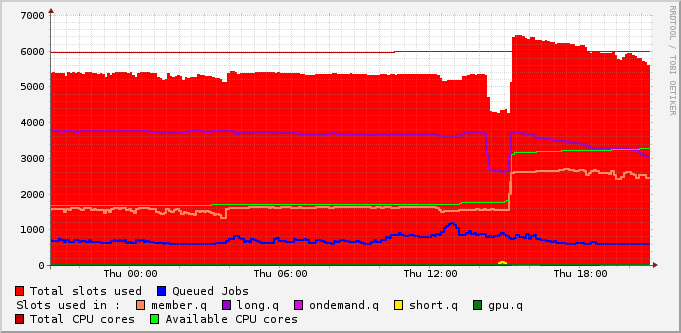 7000
6000
5000
4000
3000
2000
1000
0
Thu 00:00 Thu 06:00 Thu 12:00 Thu 18:00
RRDTOOL / TOBI OETIKER
Total slots used Queued Jobs
Slots used in : member.q long.q ondemand.q short.q gpu.q
Total CPU cores Available CPU cores